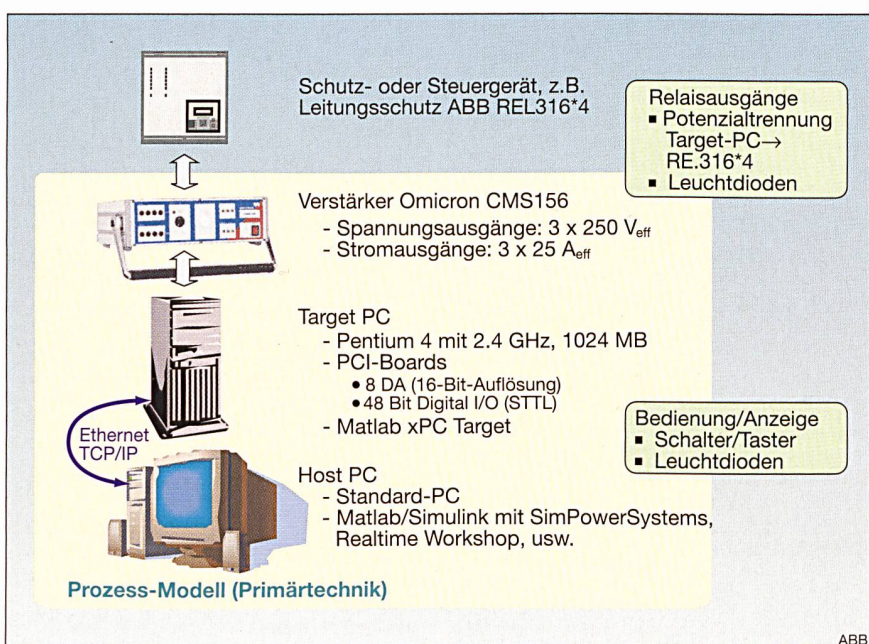 Schutz- oder Steuergerät, z.B.
Leitungsschutz ABB REL316*4
Relaisausgänge
▪ Potenzialtrennung
Target-PC→
RE.316*4
▪ Leuchtdioden
Verstärker Omicron CMS156
- Spannungsausgänge: 3 x 250 Veff
- Stromausgänge: 3 x 25 Aeff
Target PC
- Pentium 4 mit 2.4 GHz, 1024 MB
- PCI-Boards
• 8 DA (16-Bit-Auflösung)
• 48 Bit Digital I/O (STTL)
- Matlab xPC Target
Ethernet
TCP/IP
Bedienung/Anzeige
▪ Schalter/Taster
▪ Leuchtdioden
Host PC
- Standard-PC
- Matlab/Simulink mit SimPowerSystems,
Realtime Workshop, usw.
Prozess-Modell (Primärtechnik)
ABB